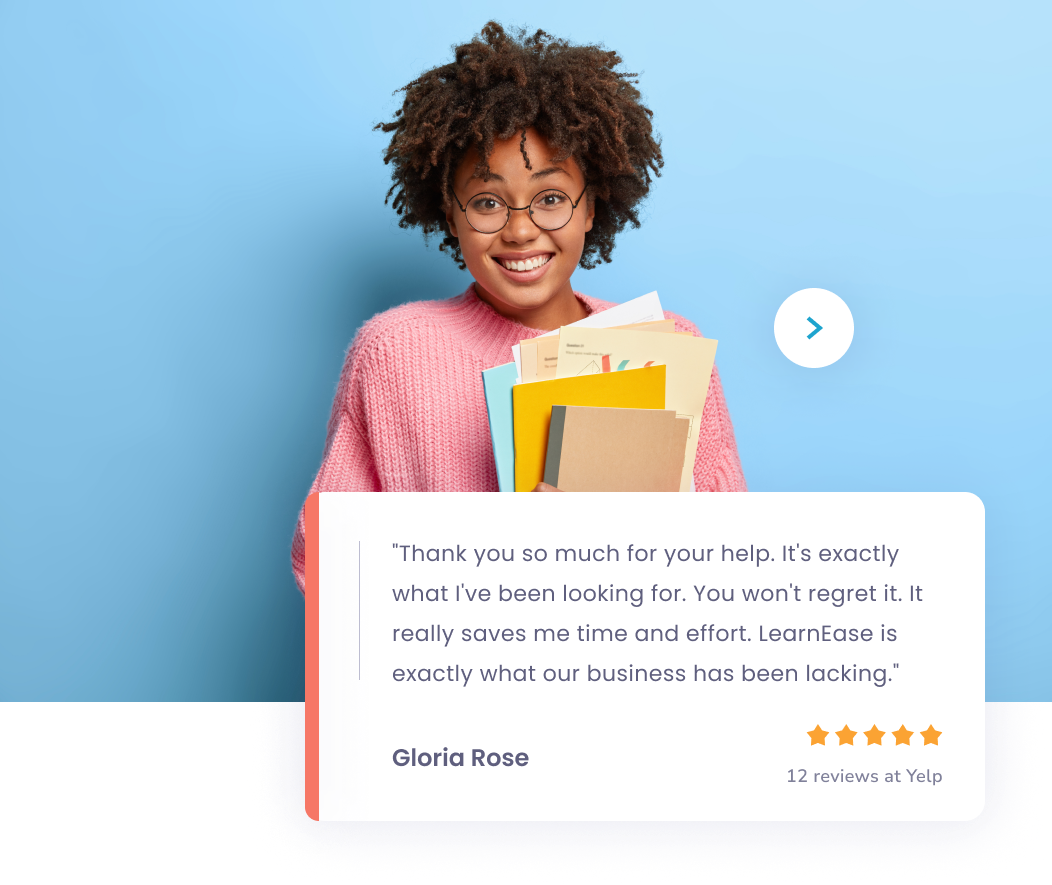 "Thank you so much for your help. It's exactly
what I've been looking for. You won't regret it. It
really saves me time and effort. LearnEase is
exactly what our business has been lacking."
Gloria Rose
12 reviews at Yelp